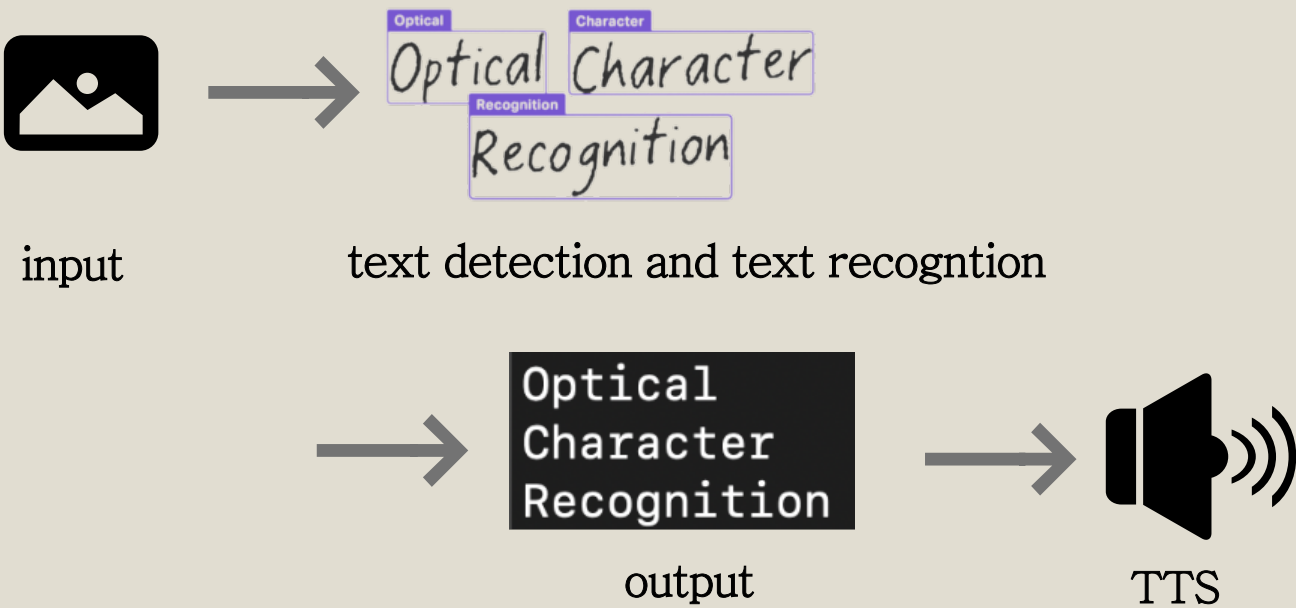 Optical Character
Optical Character
Recognition
Recognition
input
text detection and text recogntion
Optical
Character
Recognition
output
TTS